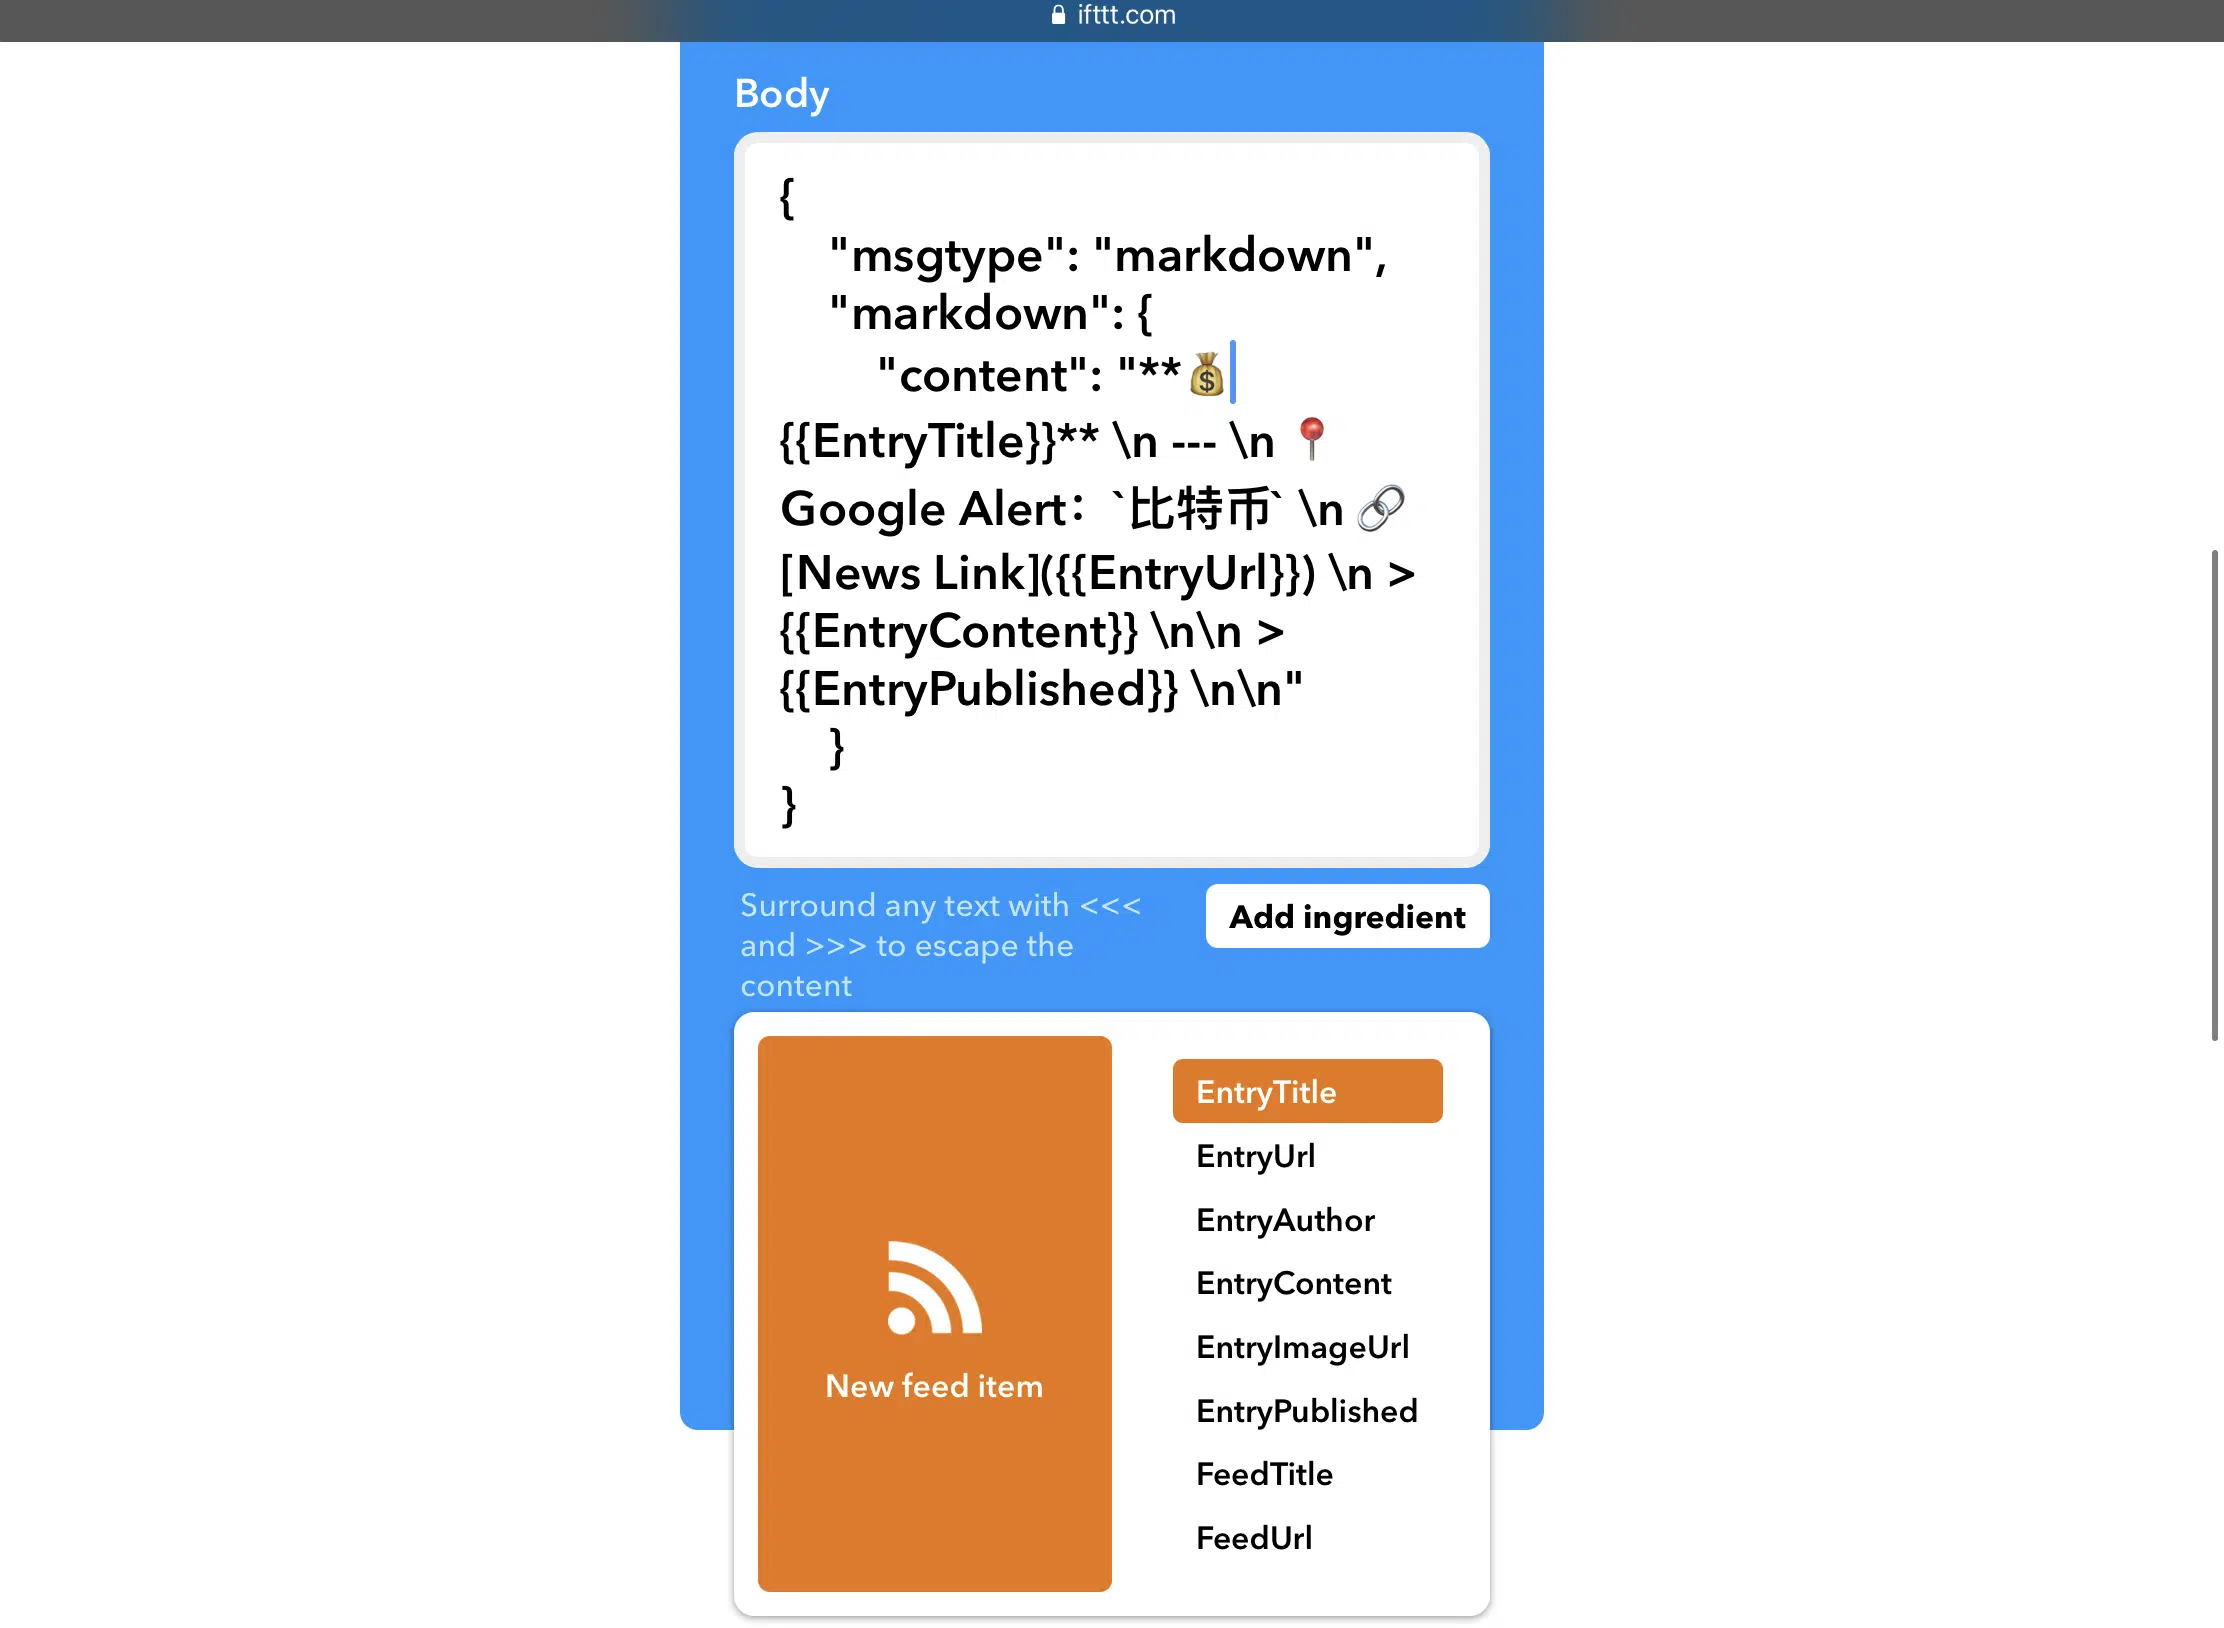 ifttt.com
Body
{
"msgtype": "markdown",
"markdown": {
"content": "**💰
{{EntryTitle}}** \n --- \n 📍
Google Alert：`比特币` \n 🔗
[News Link]({{EntryUrl}}) \n >
{{EntryContent}} \n\n >
{{EntryPublished}} \n\n"
}
}
Surround any text with <<<
and >>> to escape the
content
Add ingredient
New feed item
EntryTitle
EntryUrl
EntryAuthor
EntryContent
EntryImageUrl
EntryPublished
FeedTitle
FeedUrl